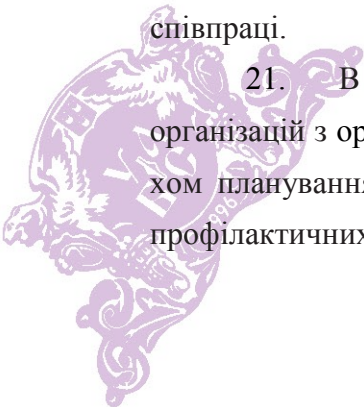 співпраці.
21. В
організацій з ор
хом планування
профілактичних